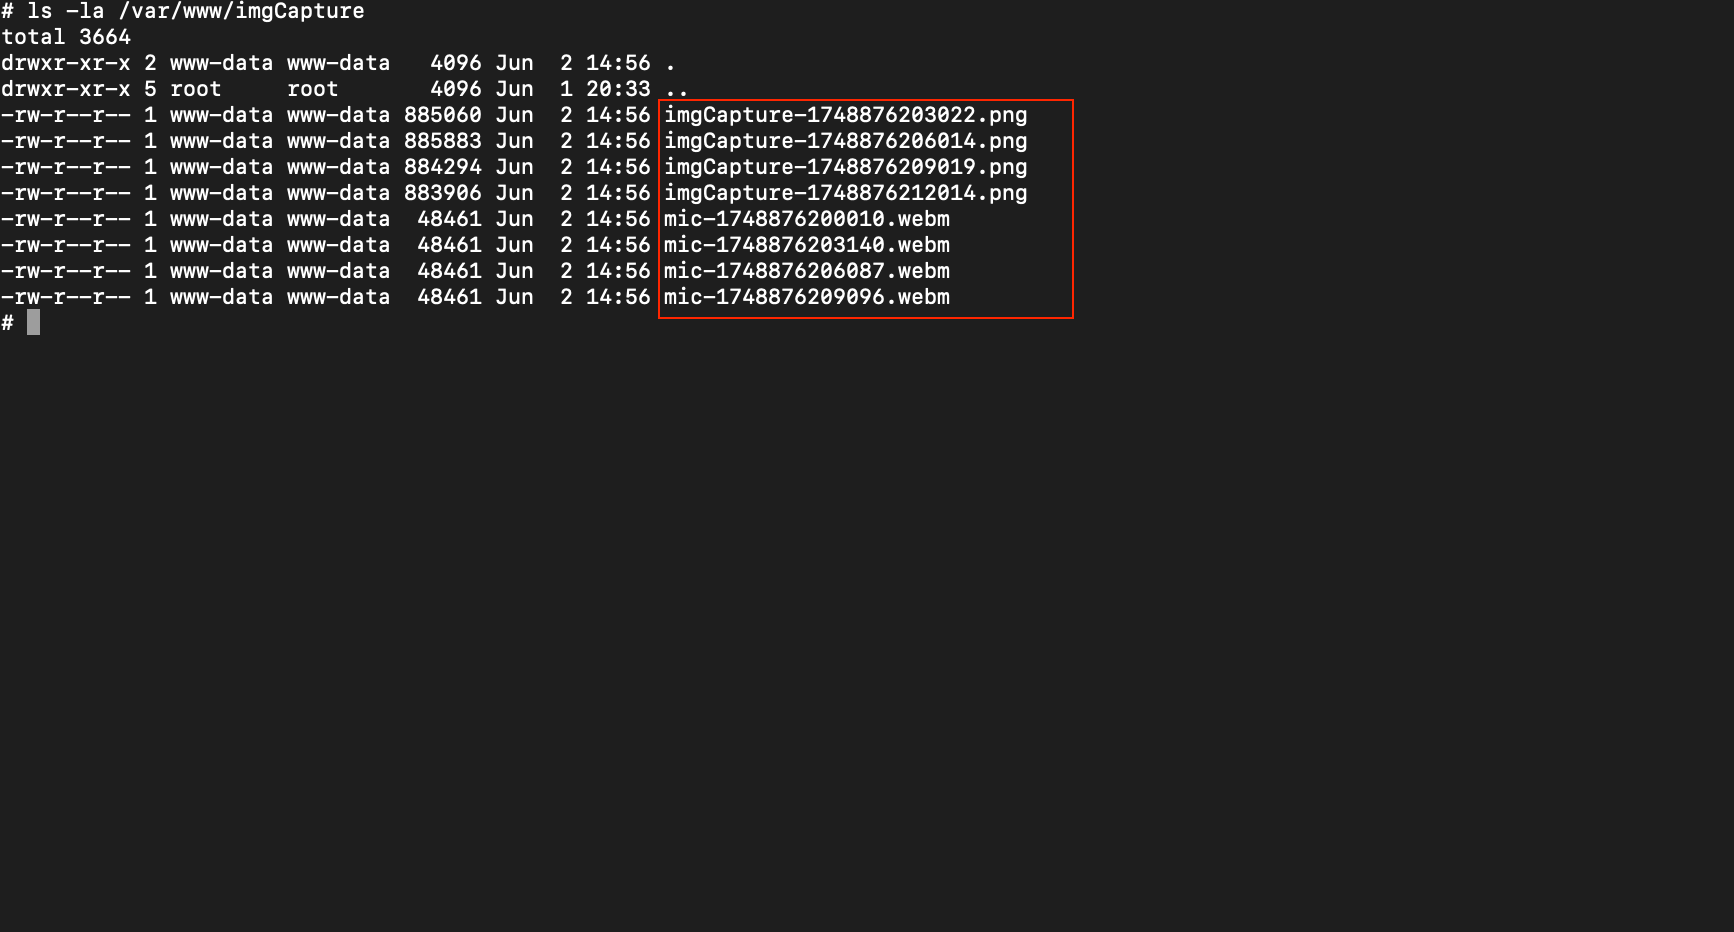 # ls -la /var/www/imgCapture
total 3664
drwxr-xr-x 2 www-data www-data   4096 Jun  2 14:56 .
drwxr-xr-x 5 root     root       4096 Jun  1 20:33 ..
-rw-r--r-- 1 www-data www-data 885060 Jun  2 14:56 imgCapture-1748876203022.png
-rw-r--r-- 1 www-data www-data 885883 Jun  2 14:56 imgCapture-1748876206014.png
-rw-r--r-- 1 www-data www-data 884294 Jun  2 14:56 imgCapture-1748876209019.png
-rw-r--r-- 1 www-data www-data 883906 Jun  2 14:56 imgCapture-1748876212014.png
-rw-r--r-- 1 www-data www-data  48461 Jun  2 14:56 mic-1748876200010.webm
-rw-r--r-- 1 www-data www-data  48461 Jun  2 14:56 mic-1748876203140.webm
-rw-r--r-- 1 www-data www-data  48461 Jun  2 14:56 mic-1748876206087.webm
-rw-r--r-- 1 www-data www-data  48461 Jun  2 14:56 mic-1748876209096.webm
#